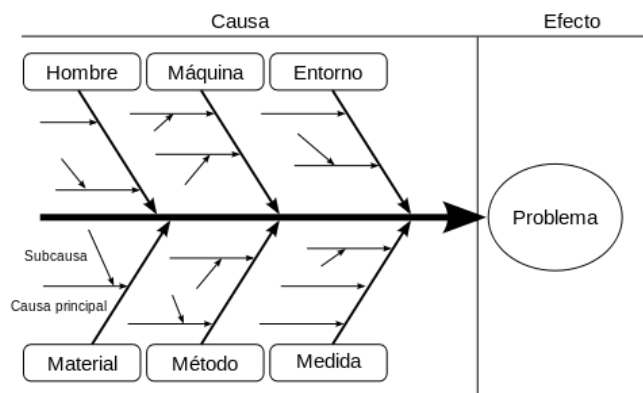 Causa
Efecto
Hombre
Máquina
Entorno
Problema
Subcausa
Causa principal
Material
Método
Medida